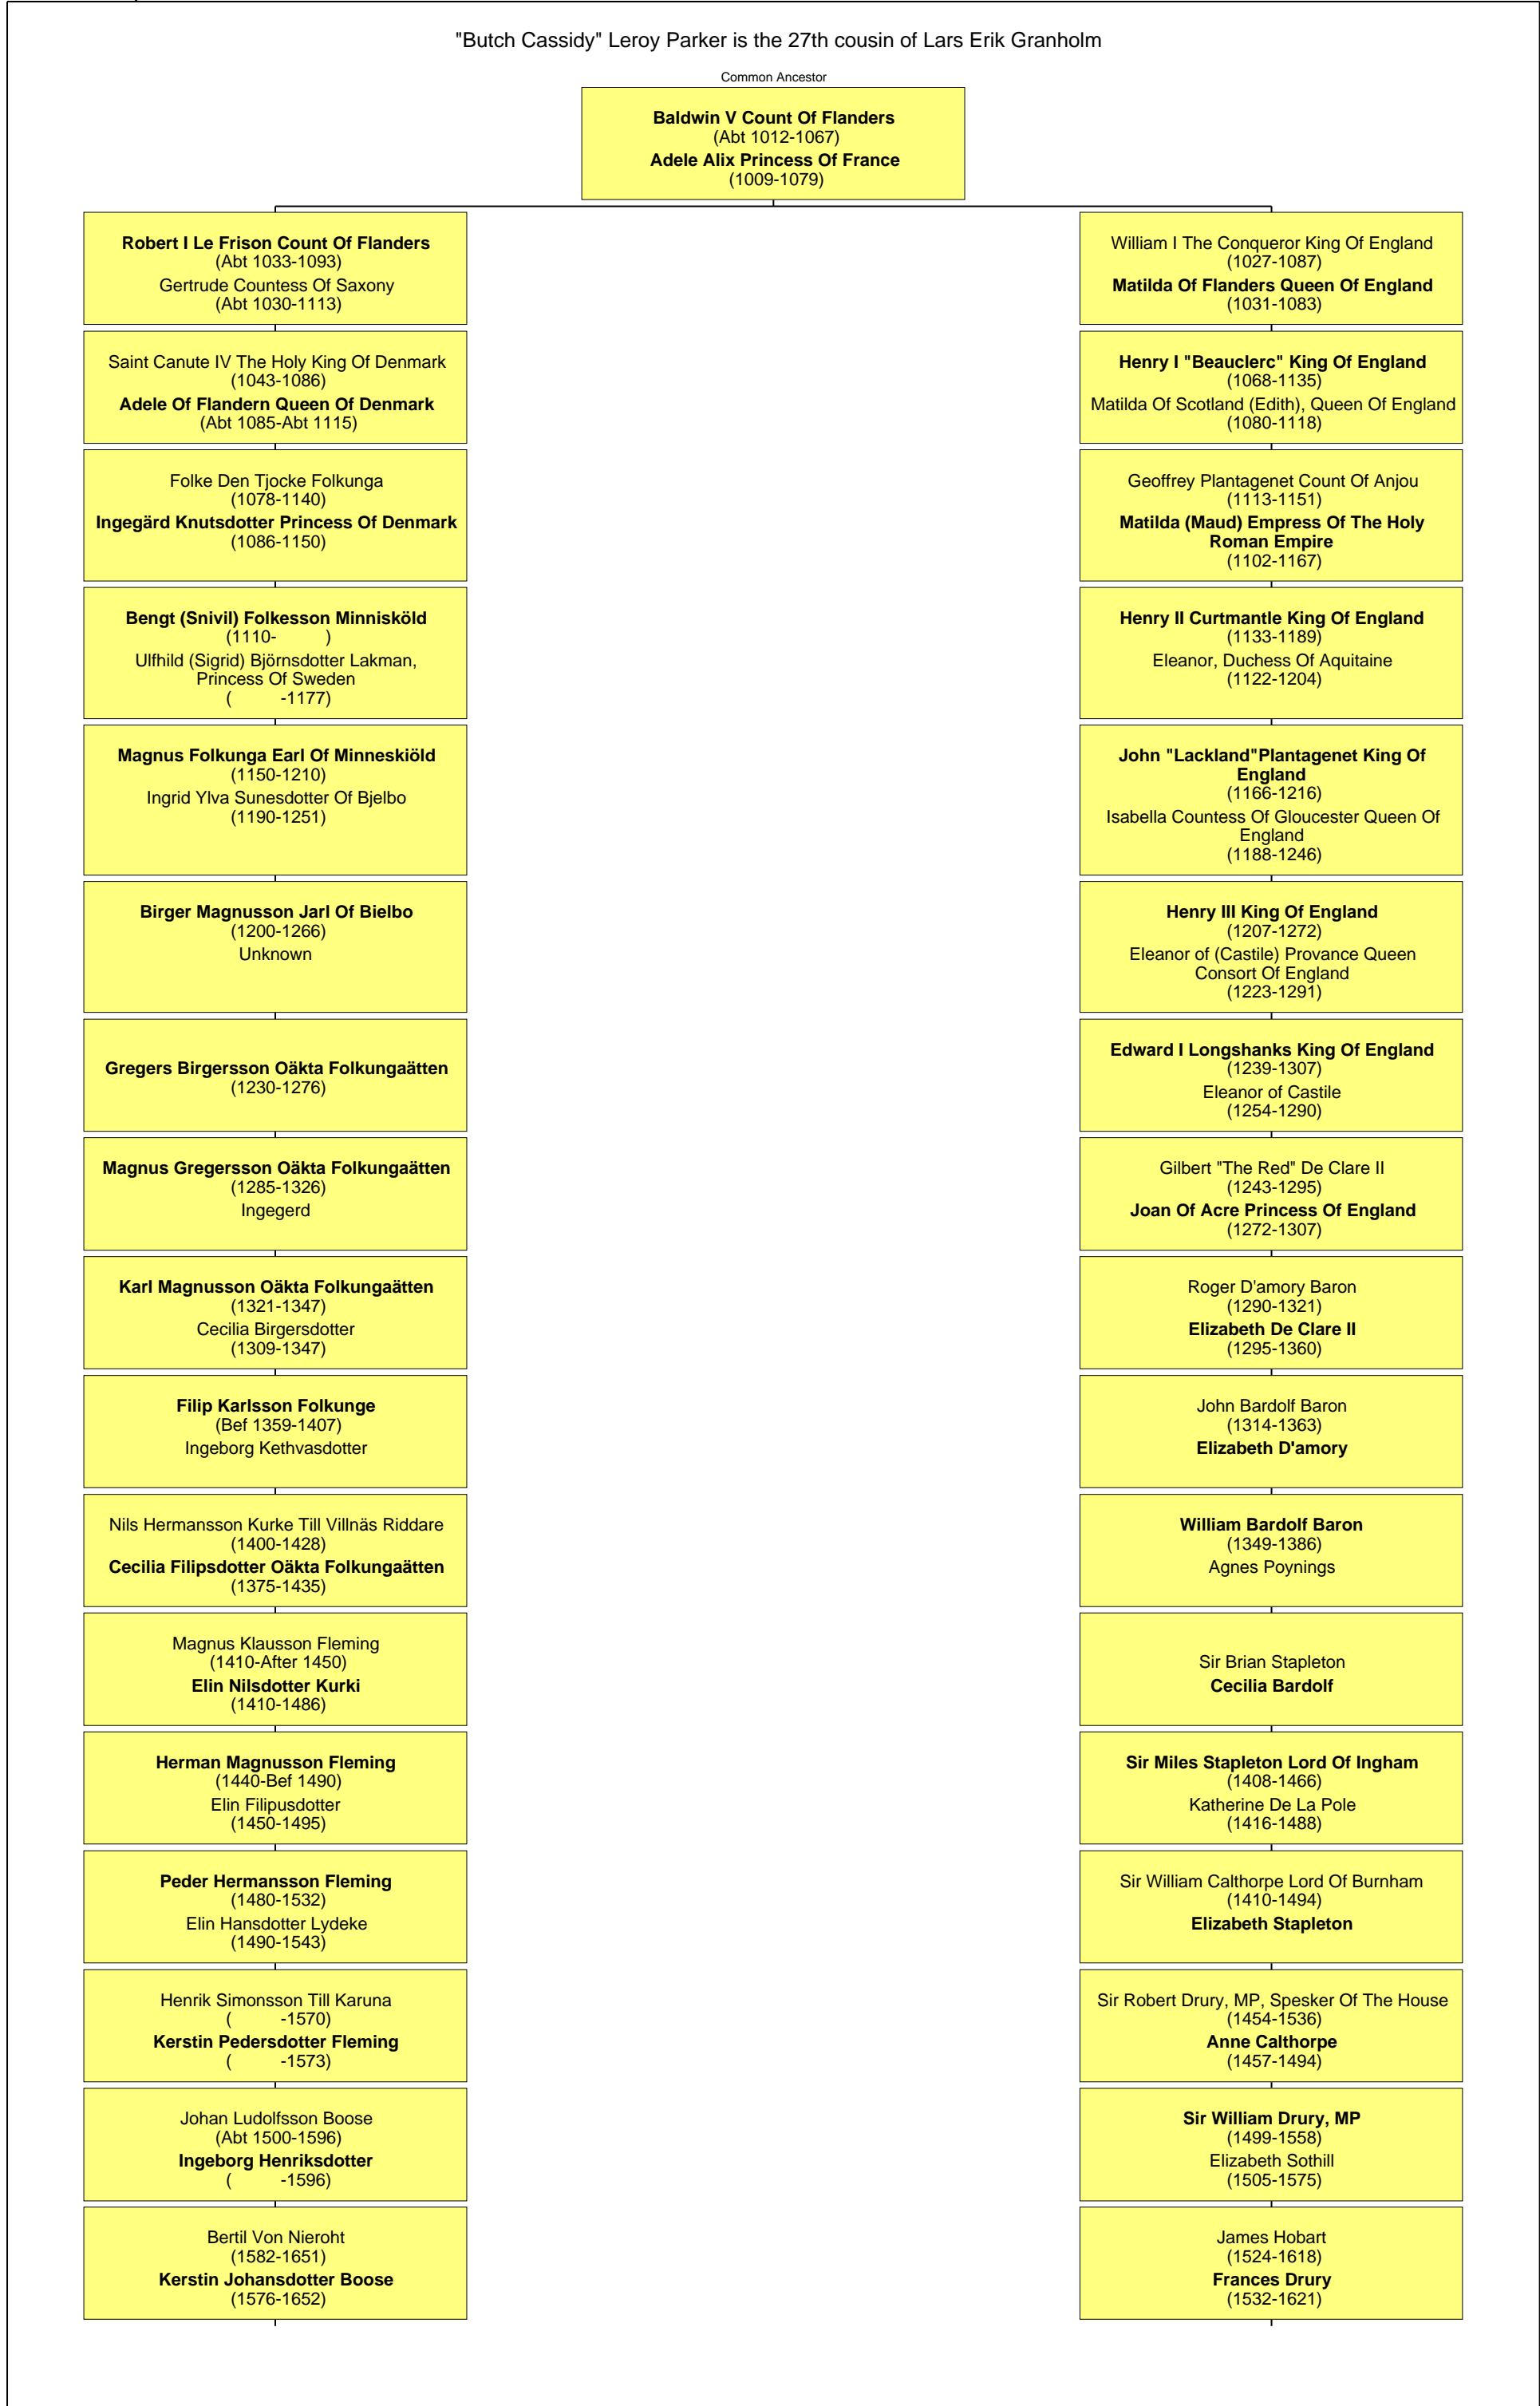 "Butch Cassidy" Leroy Parker is the 27th cousin of Lars Erik Granholm
Common Ancestor
Baldwin V Count Of Flanders
(Abt 1012-1067)
Adele Alix Princess Of France
(1009-1079)
Robert I Le Frison Count Of Flanders
(Abt 1033-1093)
Gertrude Countess Of Saxony
(Abt 1030-1113)
William I The Conqueror King Of England
(1027-1087)
Matilda Of Flanders Queen Of England
(1031-1083)
Saint Canute IV The Holy King Of Denmark
(1043-1086)
Adele Of Flandern Queen Of Denmark
(Abt 1085-Abt 1115)
Henry I "Beauclerc" King Of England
(1068-1135)
Matilda Of Scotland (Edith), Queen Of England
(1080-1118)
Folke Den Tjocke Folkunga
(1078-1140)
Ingegärd Knutsdotter Princess Of Denmark
(1086-1150)
Geoffrey Plantagenet Count Of Anjou
(1113-1151)
Matilda (Maud) Empress Of The Holy
Roman Empire
(1102-1167)
Bengt (Snivil) Folkesson Minnisköld
(1110- )
Ulfhild (Sigrid) Björnsdotter Lakman,
Princess Of Sweden
( -1177)
Henry II Curtmantle King Of England
(1133-1189)
Eleanor, Duchess Of Aquitaine
(1122-1204)
Magnus Folkunga Earl Of Minneskiöld
(1150-1210)
Ingrid Ylva Sunesdotter Of Bjelbo
(1190-1251)
John "Lackland"Plantagenet King Of
England
(1166-1216)
Isabella Countess Of Gloucester Queen Of
England
(1188-1246)
Birger Magnusson Jarl Of Bielbo
(1200-1266)
Unknown
Henry III King Of England
(1207-1272)
Eleanor of (Castile) Provance Queen
Consort Of England
(1223-1291)
Gregers Birgersson Oäkta Folkungaätten
(1230-1276)
Edward I Longshanks King Of England
(1239-1307)
Eleanor of Castile
(1254-1290)
Magnus Gregersson Oäkta Folkungaätten
(1285-1326)
Ingegerd
Gilbert "The Red" De Clare II
(1243-1295)
Joan Of Acre Princess Of England
(1272-1307)
Karl Magnusson Oäkta Folkungaätten
(1321-1347)
Cecilia Birgersdotter
(1309-1347)
Roger D'amory Baron
(1290-1321)
Elizabeth De Clare II
(1295-1360)
Filip Karlsson Folkunge
(Bef 1359-1407)
Ingeborg Kethvasdotter
John Bardolf Baron
(1314-1363)
Elizabeth D'amory
Nils Hermansson Kurke Till Villnäs Riddare
(1400-1428)
Cecilia Filipsdotter Oäkta Folkungaätten
(1375-1435)
William Bardolf Baron
(1349-1386)
Agnes Poynings
Magnus Klausson Fleming
(1410-After 1450)
Elin Nilsdotter Kurki
(1410-1486)
Sir Brian Stapleton
Cecilia Bardolf
Herman Magnusson Fleming
(1440-Bef 1490)
Elin Filipusdotter
(1450-1495)
Sir Miles Stapleton Lord Of Ingham
(1408-1466)
Katherine De La Pole
(1416-1488)
Peder Hermansson Fleming
(1480-1532)
Elin Hansdotter Lydeke
(1490-1543)
Sir William Calthorpe Lord Of Burnham
(1410-1494)
Elizabeth Stapleton
Henrik Simonsson Till Karuna
( -1570)
Kerstin Pedersdotter Fleming
( -1573)
Sir Robert Drury, MP, Spesker Of The House
(1454-1536)
Anne Calthorpe
(1457-1494)
Johan Ludolfsson Boose
(Abt 1500-1596)
Ingeborg Henriksdotter
( -1596)
Sir William Drury, MP
(1499-1558)
Elizabeth Sothill
(1505-1575)
Bertil Von Nieroht
(1582-1651)
Kerstin Johansdotter Boose
(1576-1652)
James Hobart
(1524-1618)
Frances Drury
(1532-1621)